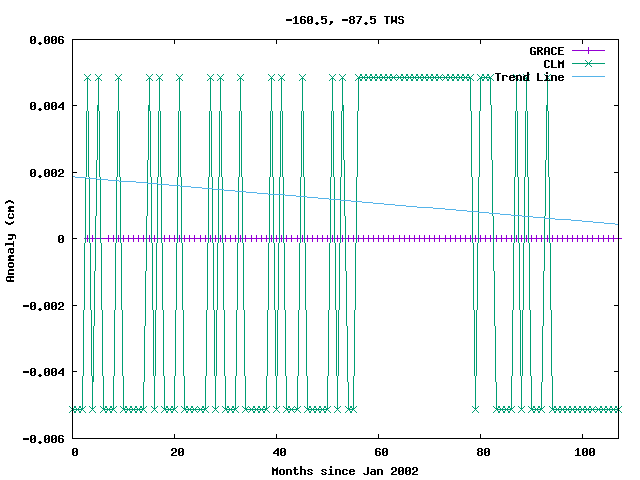 -160.5, -87.5 TWS
0.006
GRACE
CLM
Trend Line
0.004
0.002
0
-0.002
-0.004
-0.006
Anomaly (cm)
0 20 40 60 80 100
Months since Jan 2002